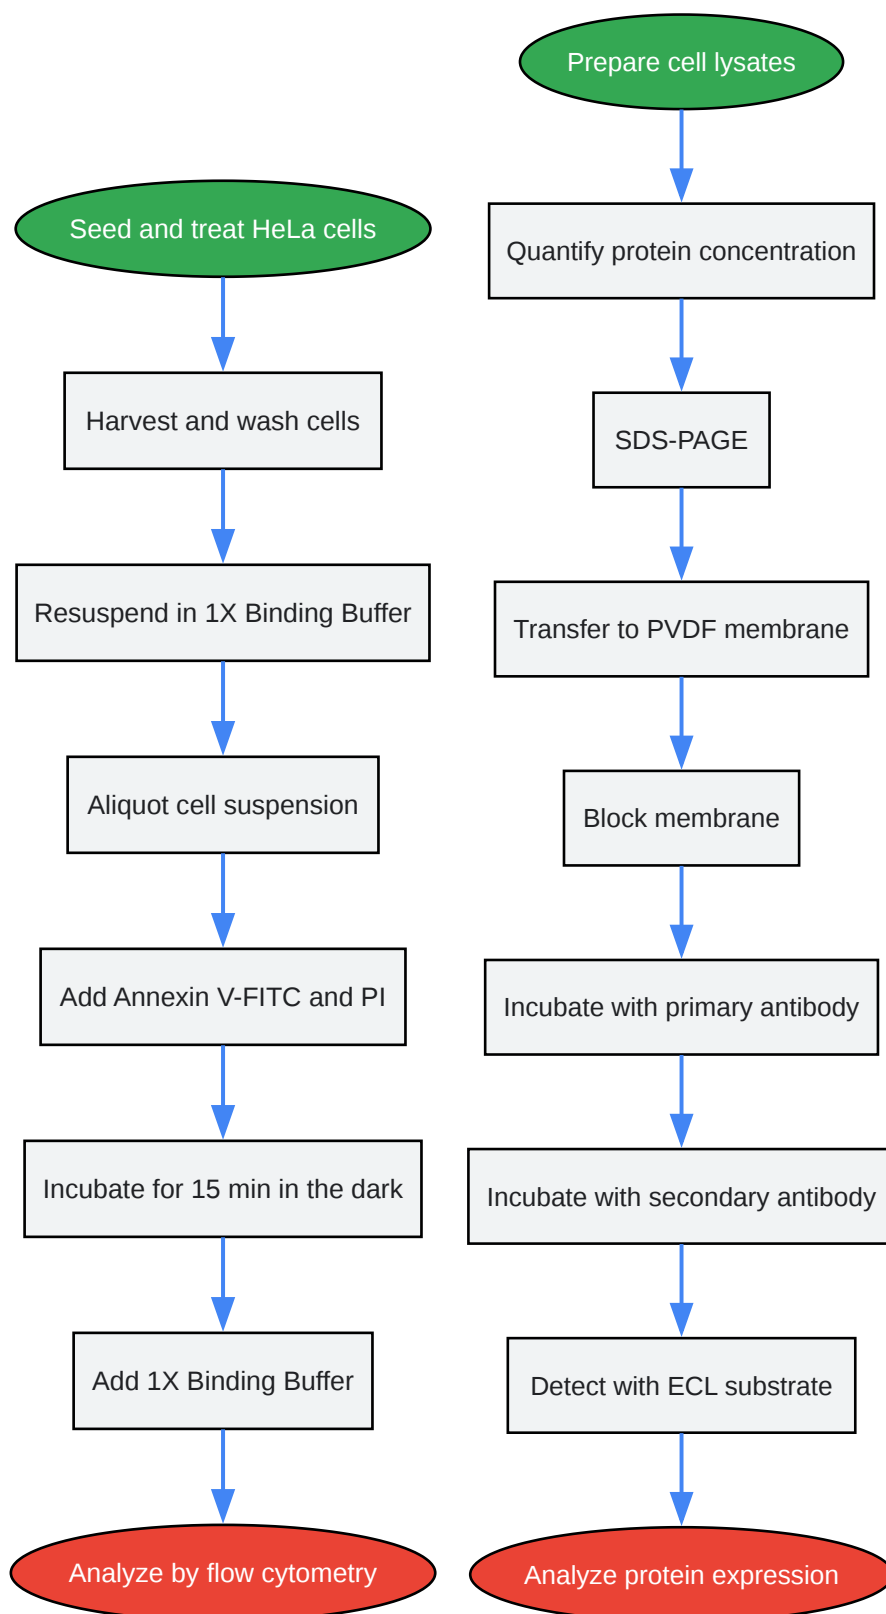 Seed and treat HeLa cells
Harvest and wash cells
Resuspend in 1X Binding Buffer
Aliquot cell suspension
Add Annexin V-FITC and PI
Incubate for 15 min in the dark
Add 1X Binding Buffer
Analyze by flow cytometry
Prepare cell lysates
Quantify protein concentration
SDS-PAGE
Transfer to PVDF membrane
Block membrane
Incubate with primary antibody
Incubate with secondary antibody
Detect with ECL substrate
Analyze protein expression